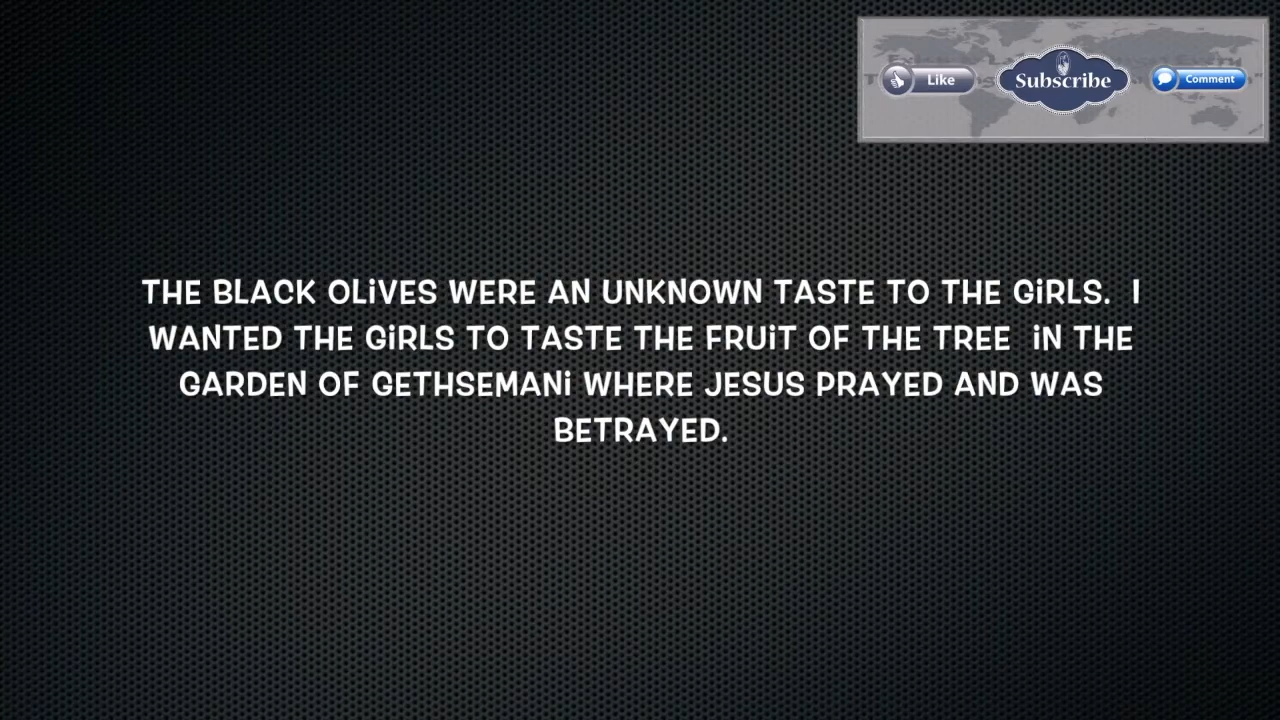 Like
Subscribe
Comment
THE BLACK OLiVES WERE AN UNKNOWN TASTE TO THE GiRLS.  I
WANTED THE GiRLS TO TASTE THE FRUiT OF THE TREE  iN THE
GARDEN OF GETHSEMANi WHERE JESUS PRAYED AND WAS
BETRAYED.